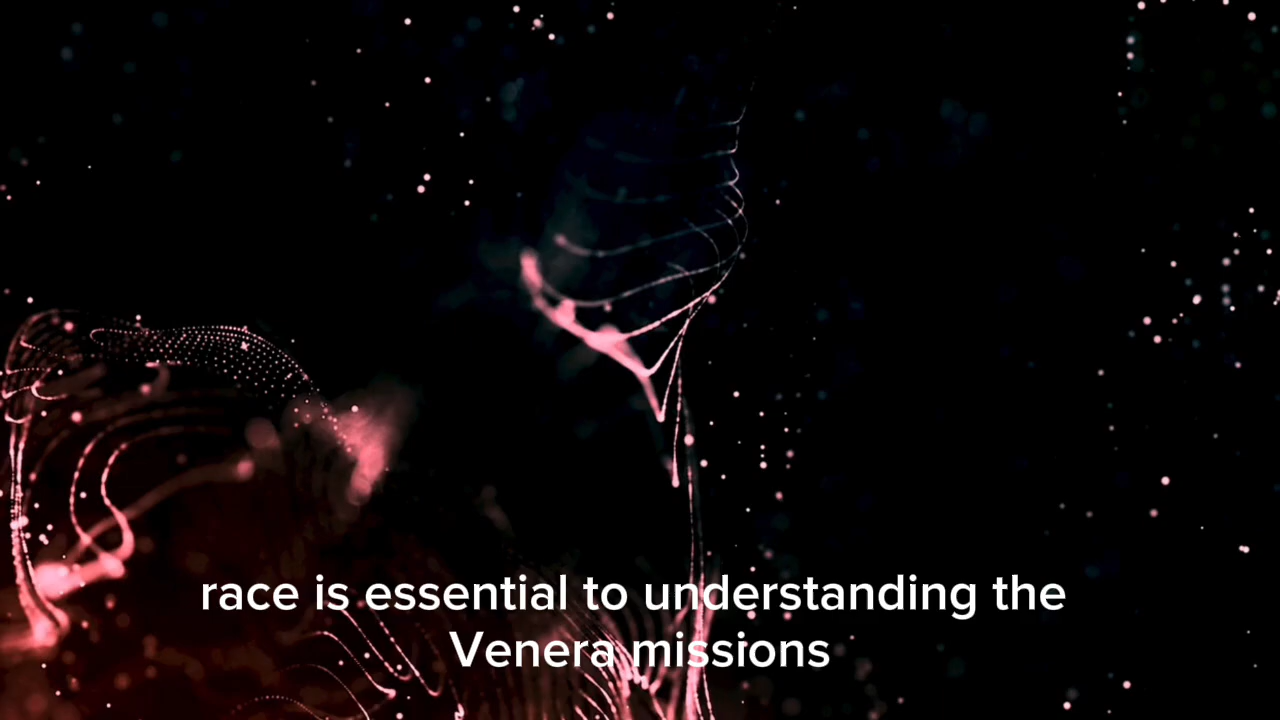 race is essential to understanding the
Venera missions